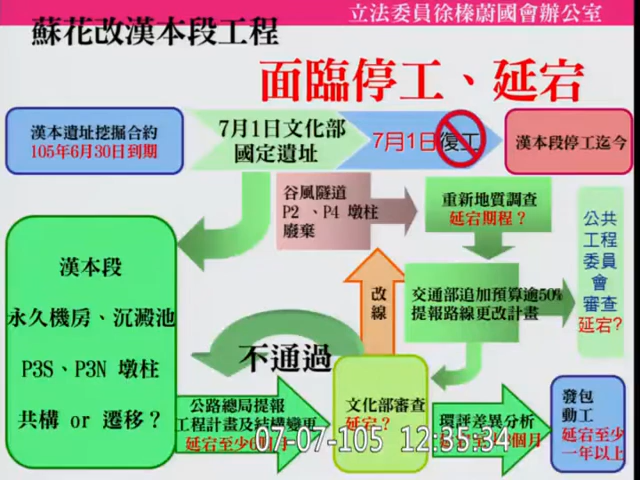 立法委員徐榛蔚國會辦公室
蘇花改漢本段工程
面臨停工、延宕
漢本遺址挖掘合約
105年6月30日到期
7月1日文化部
國定遺址
7月1日復工
漢本段停工迄今
谷風隧道
P2 、P4 墩柱
廢棄
重新地質調查
延宕期程？
公共
工程
委員
會
審查
延宕?
漢本段
永久機房、沉澱池
P3S、P3N 墩柱
共構 or 遷移？
改
線
交通部追加預算逾50%
提報路線更改計畫
不通過
公路總局提報
工程計畫及結構變更
延宕至少6
文化部審查
延宕？
環評差異分析
個月
發包
動工
延宕至少
一年以上
07-07-105 12:35:34